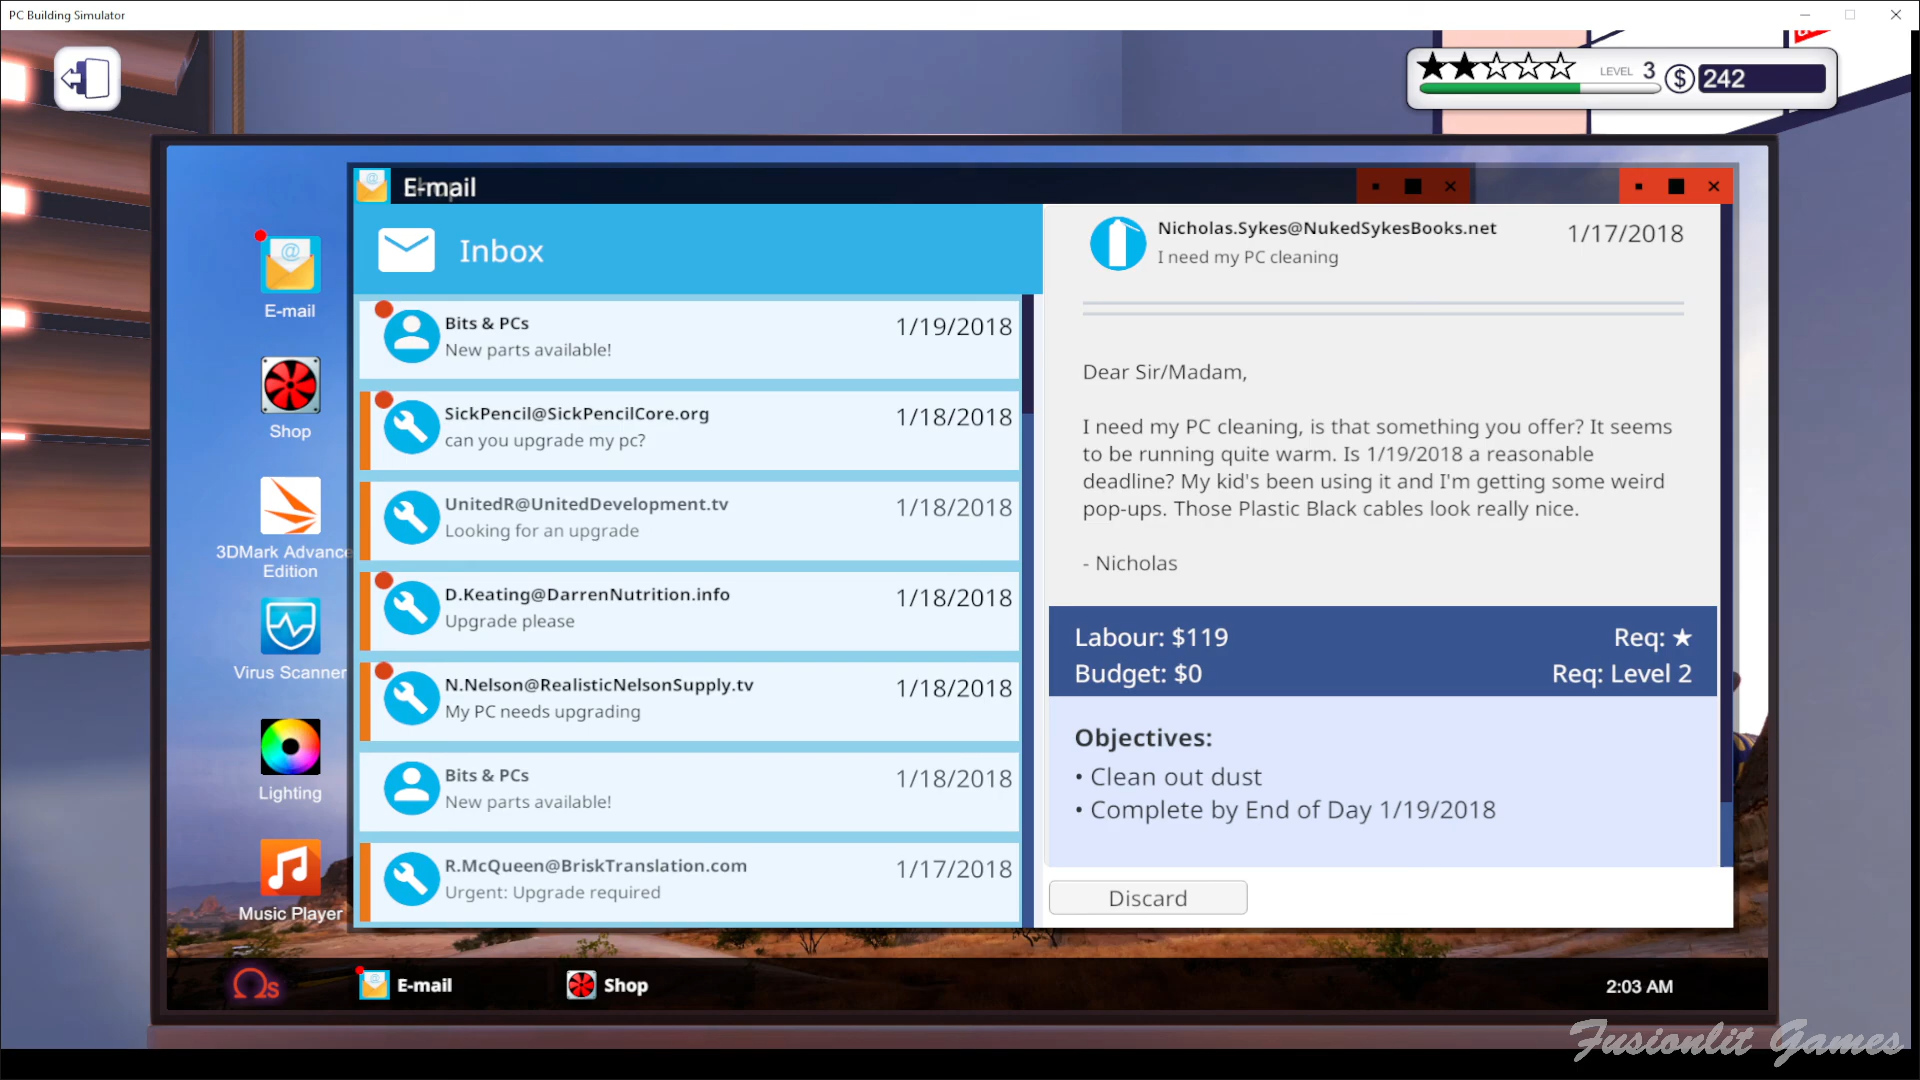 PC Building Simulator
LEVEL 3
$ 242
E-mail
Inbox
Bits & PCs
1/19/2018
New parts available!
SickPencil@SickPencilCore.org
1/18/2018
can you upgrade my pc?
UnitedR@UnitedDevelopment.tv
1/18/2018
Looking for an upgrade
D.Keating@DarrenNutrition.info
1/18/2018
Upgrade please
N.Nelson@RealisticNelsonSupply.tv
1/18/2018
My PC needs upgrading
Bits & PCs
1/18/2018
New parts available!
R.McQueen@BriskTranslation.com
1/17/2018
Urgent: Upgrade required
Nicholas.Sykes@NukedSykesBooks.net
1/17/2018
I need my PC cleaning
Dear Sir/Madam,
I need my PC cleaning, is that something you offer? It seems
to be running quite warm. Is 1/19/2018 a reasonable
deadline? My kid's been using it and I'm getting some weird
pop-ups. Those Plastic Black cables look really nice.
- Nicholas
Labour: $119
Req: ★
Budget: $0
Req: Level 2
Objectives:
• Clean out dust
• Complete by End of Day 1/19/2018
Discard
E-mail
Shop
3DMark Advance
Edition
Virus Scanner
Lighting
Music Player
Ωs
E-mail
Shop
2:03 AM
Fusionlit Games